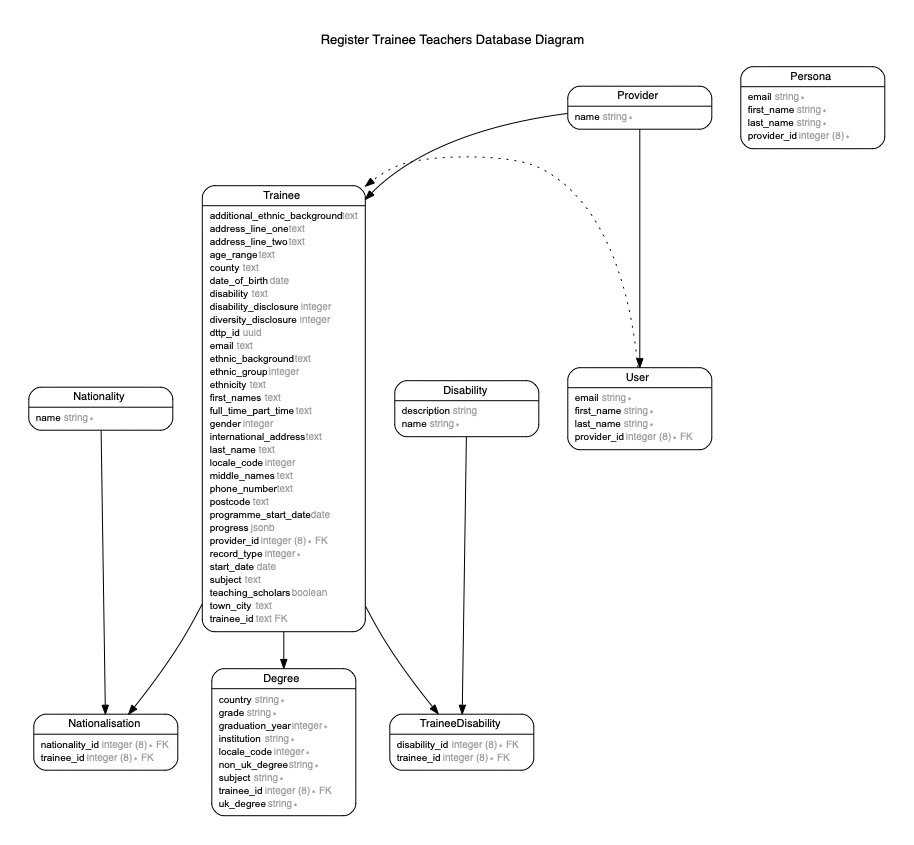 Register Trainee Teachers Database Diagram
Persona
email string *
first_name string *
last_name string *
provider_id integer (8) *
Provider
name string *
Trainee
additional_ethnic_background text
address_line_one text
address_line_two text
age_range text
county text
date_of_birth date
disability text
disability_disclosure integer
diversity_disclosure integer
dttp_id uuid
email text
ethnic_background text
ethnic_group integer
ethnicity text
first_names text
full_time_part_time text
gender integer
international_address text
last_name text
locale_code integer
middle_names text
phone_number text
postcode text
programme_start_date date
progress jsonb
provider_id integer (8) * FK
record_type integer *
start_date date
subject text
teaching_scholars boolean
town_city text
trainee_id text FK
User
email string *
first_name string *
last_name string *
provider_id integer (8) * FK
Disability
description string
name string *
Nationality
name string *
Nationalisation
nationality_id integer (8) * FK
trainee_id integer (8) * FK
Degree
country string *
grade string *
graduation_year integer *
institution string *
locale_code integer *
non_uk_degree string *
subject string *
trainee_id integer (8) * FK
uk_degree string *
TraineeDisability
disability_id integer (8) * FK
trainee_id integer (8) * FK